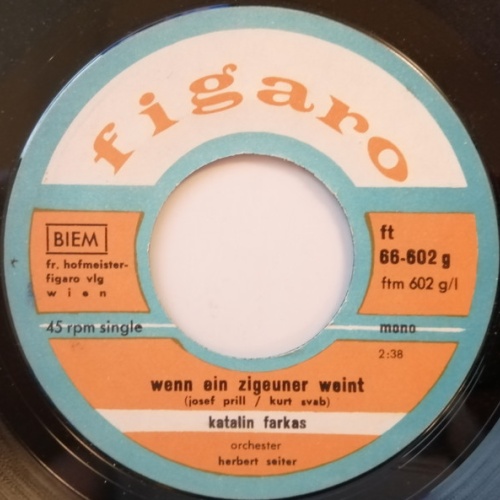 figaro
BIEM
fr. hofmeister-
figaro vlg
wien
ft
66-602 g
ftm 602 g/l
45 rpm single
mono
2:38
wenn ein zigeuner weint
(josef prill / kurt svab)
katalin farkas
orchester
herbert seiter